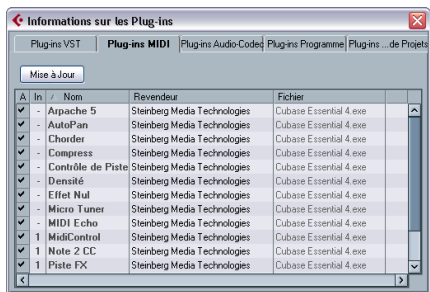 Informations sur les Plug-ins
Plug-ins VST Plug-ins MIDI Plug-ins Audio-Codec Plug-ins Programme Plug-ins ...de Projets
Mise à Jour
A In / Nom Revendeur Fichier
- Arpache 5 Steinberg Media Technologies Cubase Essential 4.exe
- AutoPan Steinberg Media Technologies Cubase Essential 4.exe
- Chorder Steinberg Media Technologies Cubase Essential 4.exe
- Compress Steinberg Media Technologies Cubase Essential 4.exe
- Contrôle de Piste Steinberg Media Technologies Cubase Essential 4.exe
- Densité Steinberg Media Technologies Cubase Essential 4.exe
- Effet Nul Steinberg Media Technologies Cubase Essential 4.exe
- Micro Tuner Steinberg Media Technologies Cubase Essential 4.exe
- MIDI Echo Steinberg Media Technologies Cubase Essential 4.exe
1 MidiControl Steinberg Media Technologies Cubase Essential 4.exe
1 Note 2 CC Steinberg Media Technologies Cubase Essential 4.exe
1 Piste FX Steinberg Media Technologies Cubase Essential 4.exe